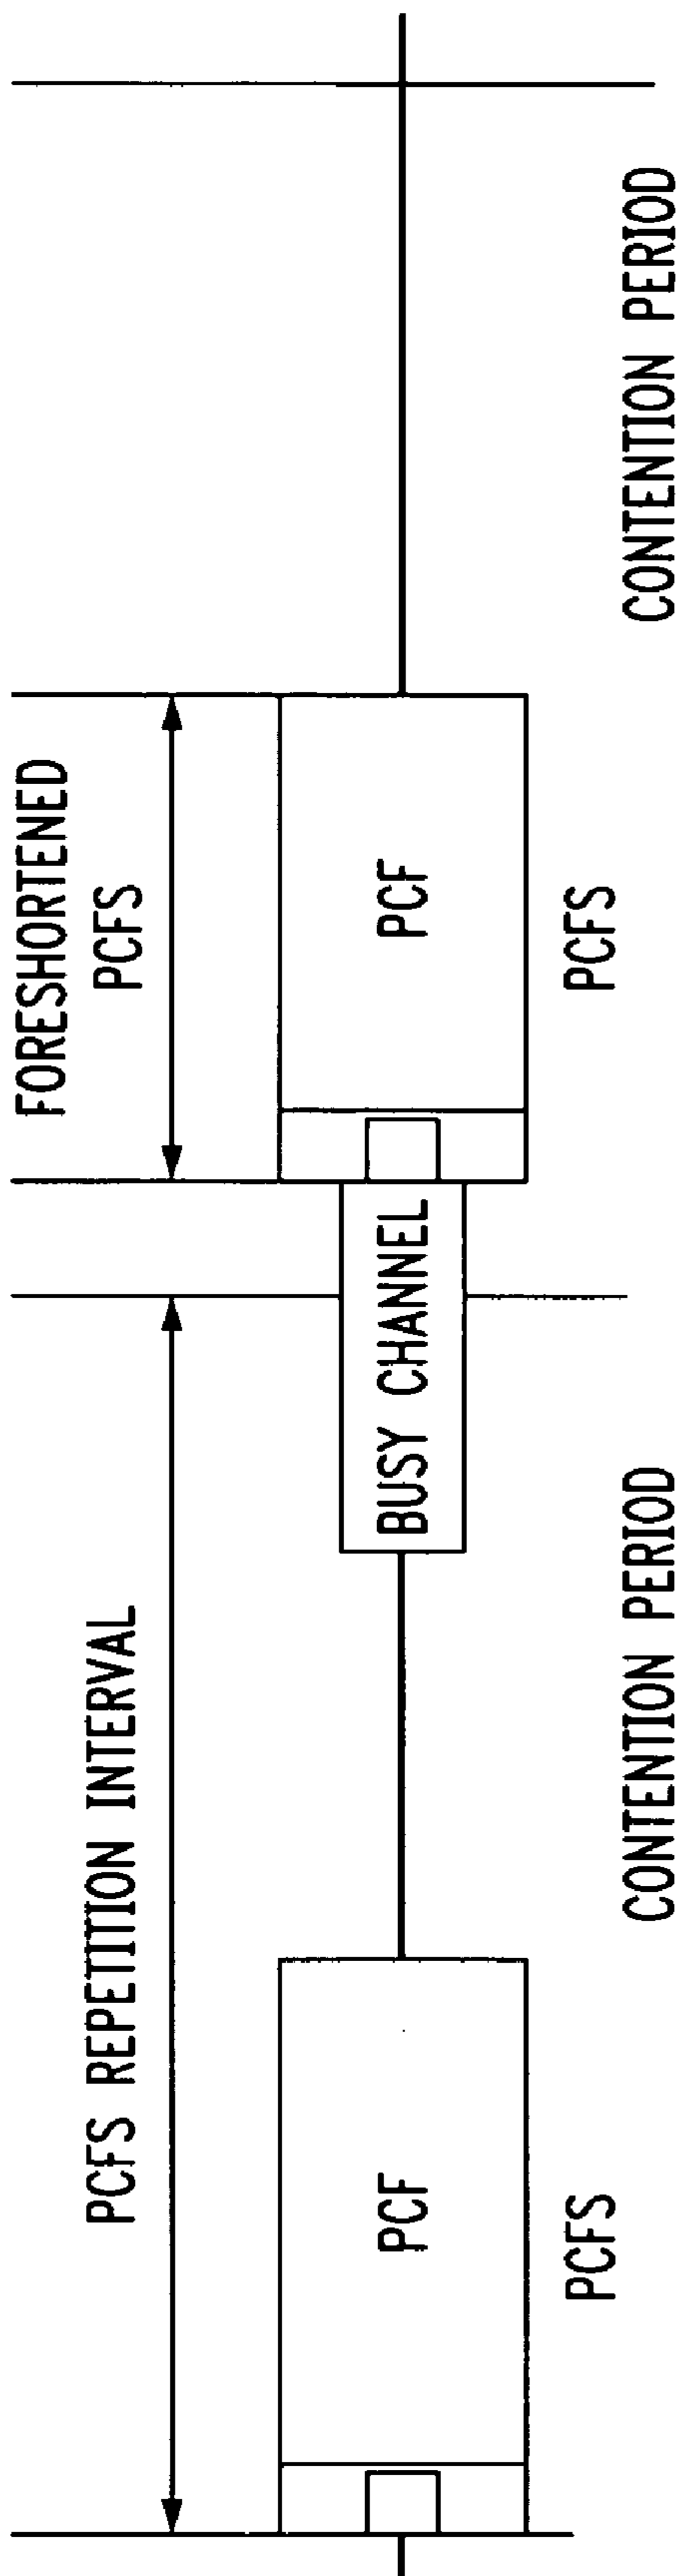 PCFS REPETITION INTERVAL
FORESHORTENED
PCFS
PCF
BUSY CHANNEL
PCF
PCFS
PCFS
CONTENTION PERIOD
CONTENTION PERIOD